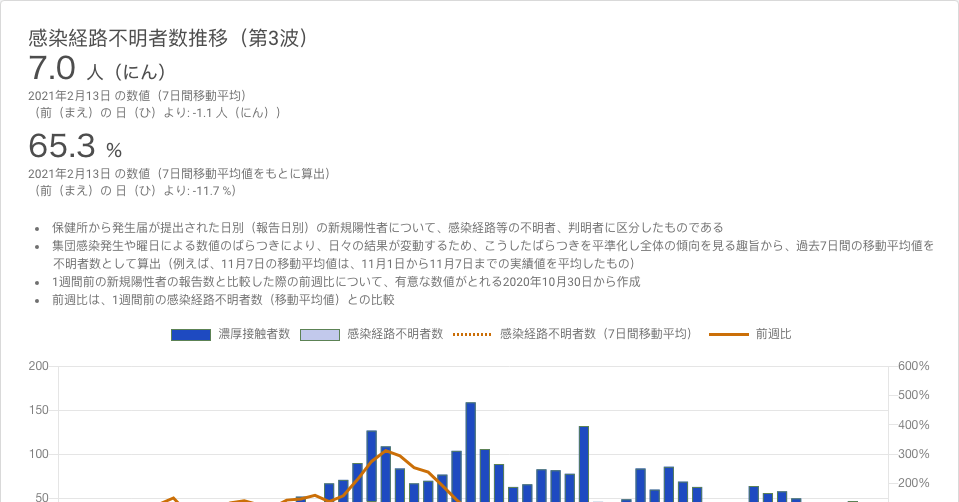 感染経路不明者数推移（第3波）
7.0 人（にん）
2021年2月13日 の数値（7日間移動平均）
（前（まえ）の 日（ひ）より: -1.1 人（にん））
65.3 %
2021年2月13日 の数値（7日間移動平均値をもとに算出）
（前（まえ）の 日（ひ）より: -11.7 %）
保健所から発生届が提出された日別（報告日別）の新規陽性者について、感染経路等の不明者、判明者に区分したものである
集団感染発生や曜日による数値のばらつきにより、日々の結果が変動するため、こうしたばらつきを平準化し全体の傾向を見る趣旨から、過去7日間の移動平均値を
不明者数として算出（例えば、11月7日の移動平均値は、11月1日から11月7日までの実績値を平均したもの）
1週間前の新規陽性者の報告数と比較した際の前週比について、有意な数値がとれる2020年10月30日から作成
前週比は、1週間前の感染経路不明者数（移動平均値）との比較
濃厚接触者数 感染経路不明者数 感染経路不明者数（7日間移動平均） 前週比
200 600%
500%
150
400%
100 300%
200%
50